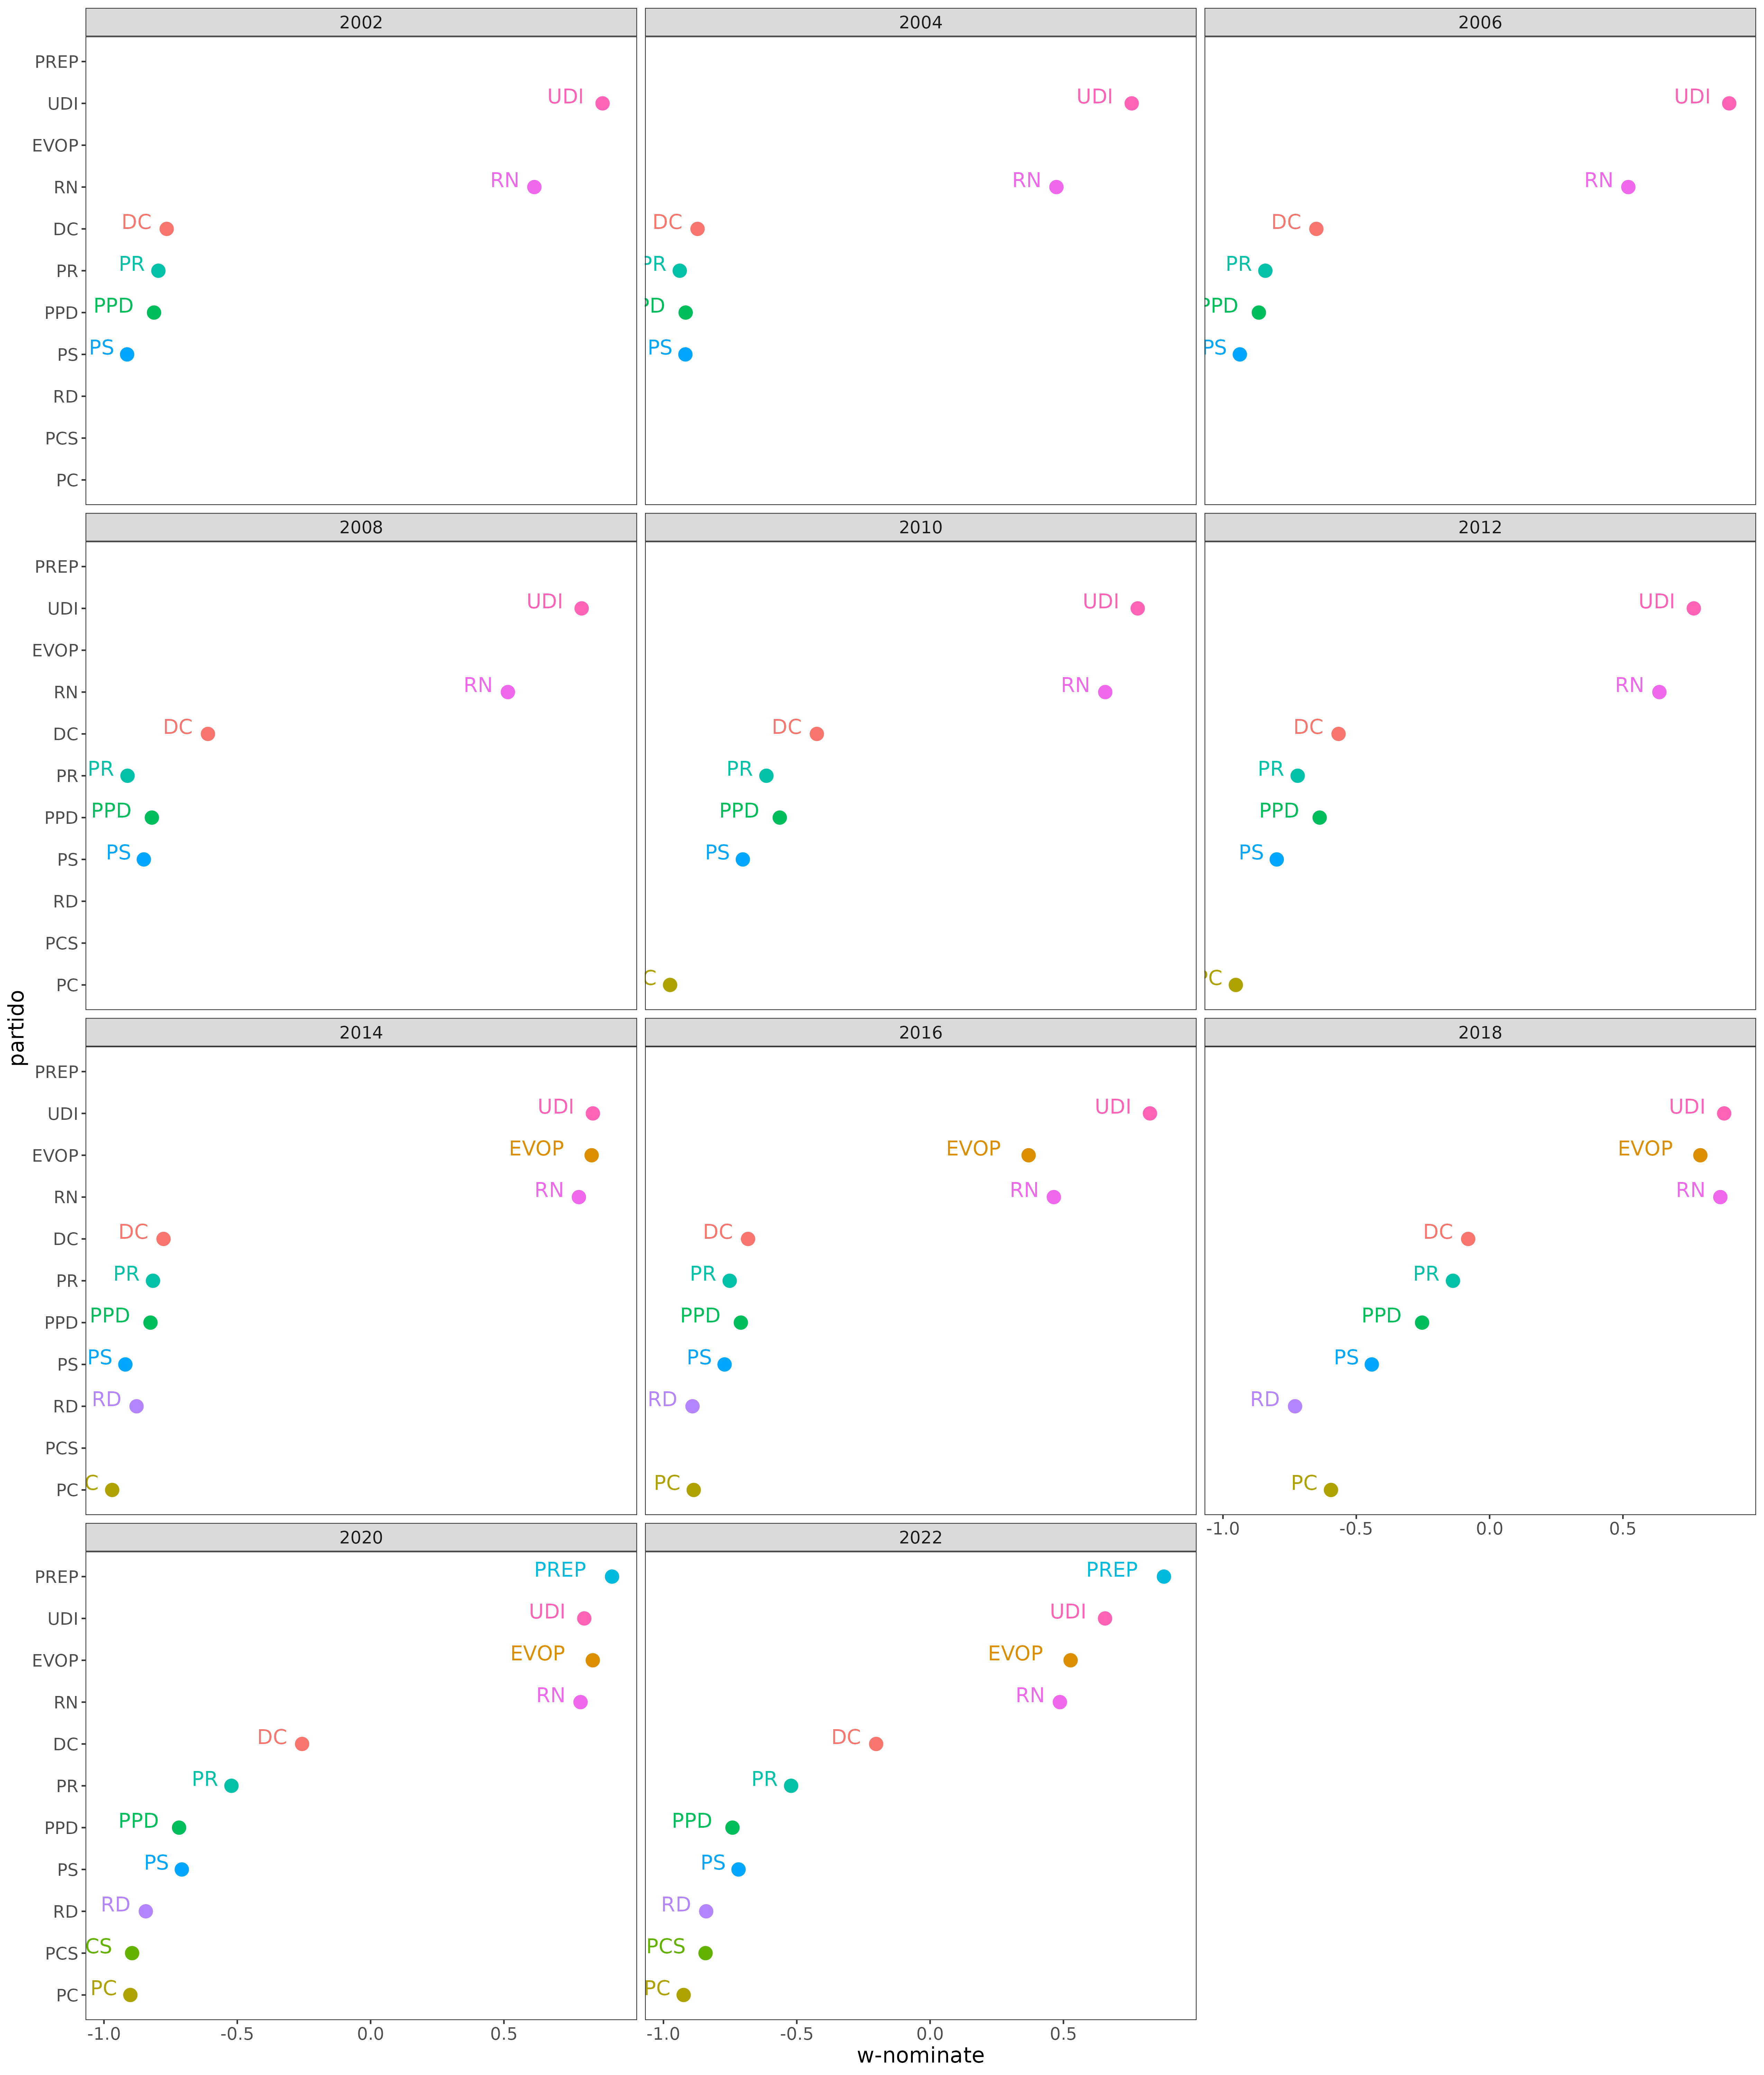 2002 2004 2006
PREP
UDI UDI UDI UDI
EVOP
RN RN RN RN
DC DC DC DC
PR PR PR PR
PPD PPD PD PPD
PS PS PS PS
RD
PCS
PC
2008 2010 2012
PREP
UDI UDI UDI UDI
EVOP
RN RN RN RN
DC DC DC DC
PR PR PR PR
PPD PPD PPD PPD
PS PS PS PS
RD
PCS
PC C PC
partido
2014 2016 2018
PREP
UDI UDI UDI UDI
EVOP EVOP EVOP EVOP
RN RN RN RN
DC DC DC DC
PR PR PR PR
PPD PPD PPD PPD
PS PS PS PS
RD RD RD RD
PCS
PC C PC PC
-1.0 -0.5 0.0 0.5
2020 2022
PREP PREP PREP
UDI UDI UDI
EVOP EVOP EVOP
RN RN RN
DC DC DC
PR PR PR
PPD PPD PPD
PS PS PS
RD RD RD
PCS CS PCS
PC PC PC
-1.0 -0.5 0.0 0.5 -1.0 -0.5 0.0 0.5
w-nominate